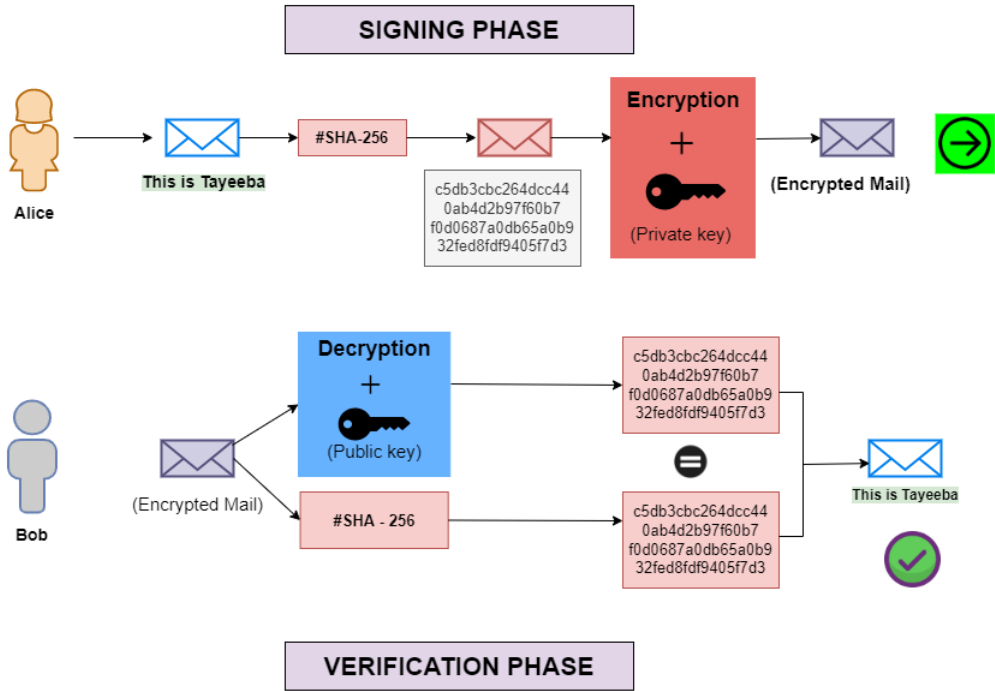 SIGNING PHASE
Alice
This is Tayeeba
#SHA-256
c5db3cbc264dcc44
0ab4d2b97f60b7
f0d0687a0db65a0b9
32fed8fdf9405f7d3
Encryption
+
(Private key)
(Encrypted Mail)
Bob
(Encrypted Mail)
Decryption
+
(Public key)
#SHA - 256
c5db3cbc264dcc44
0ab4d2b97f60b7
f0d0687a0db65a0b9
32fed8fdf9405f7d3
=
c5db3cbc264dcc44
0ab4d2b97f60b7
f0d0687a0db65a0b9
32fed8fdf9405f7d3
This is Tayeeba
VERIFICATION PHASE